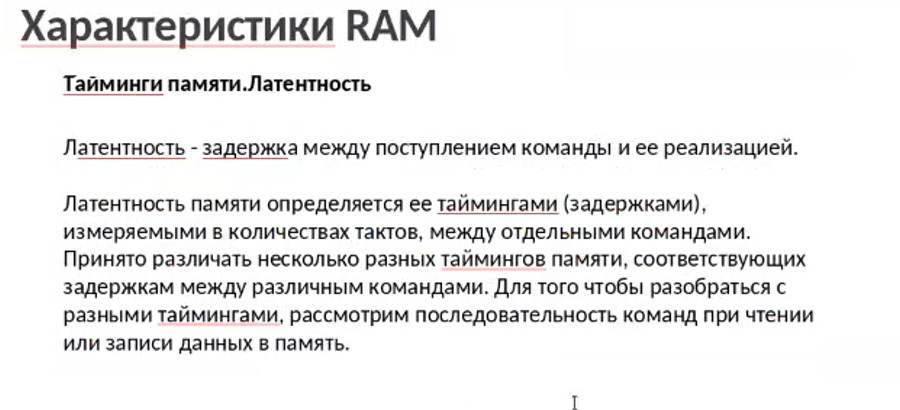 Характеристики RAM
Тайминги памяти.Латентность
Латентность - задержка между поступлением команды и ее реализацией.
Латентность памяти определяется ее таймингами (задержками),
измеряемыми в количествах тактов, между отдельными командами.
Принято различать несколько разных таймингов памяти, соответствующих
задержкам между различным командами. Для того чтобы разобраться с
разными таймингами, рассмотрим последовательность команд при чтении
или записи данных в память.